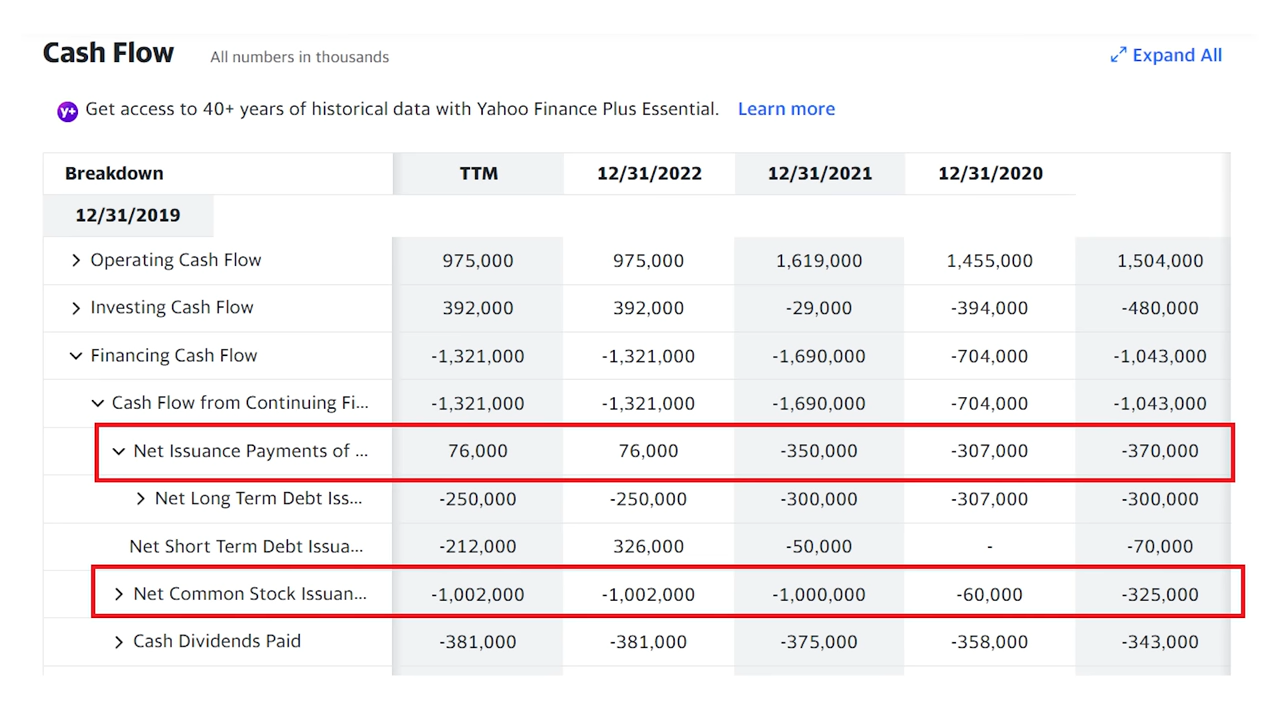 Cash Flow All numbers in thousands Expand All
y+ Get access to 40+ years of historical data with Yahoo Finance Plus Essential. Learn more
Breakdown TTM 12/31/2022 12/31/2021 12/31/2020
12/31/2019
Operating Cash Flow 975,000 975,000 1,619,000 1,455,000 1,504,000
Investing Cash Flow 392,000 392,000 -29,000 -394,000 -480,000
Financing Cash Flow -1,321,000 -1,321,000 -1,690,000 -704,000 -1,043,000
Cash Flow from Continuing Fi... -1,321,000 -1,321,000 -1,690,000 -704,000 -1,043,000
Net Issuance Payments of ... 76,000 76,000 -350,000 -307,000 -370,000
Net Long Term Debt Iss... -250,000 -250,000 -300,000 -307,000 -300,000
Net Short Term Debt Issua... -212,000 326,000 -50,000 - -70,000
Net Common Stock Issuan... -1,002,000 -1,002,000 -1,000,000 -60,000 -325,000
Cash Dividends Paid -381,000 -381,000 -375,000 -358,000 -343,000